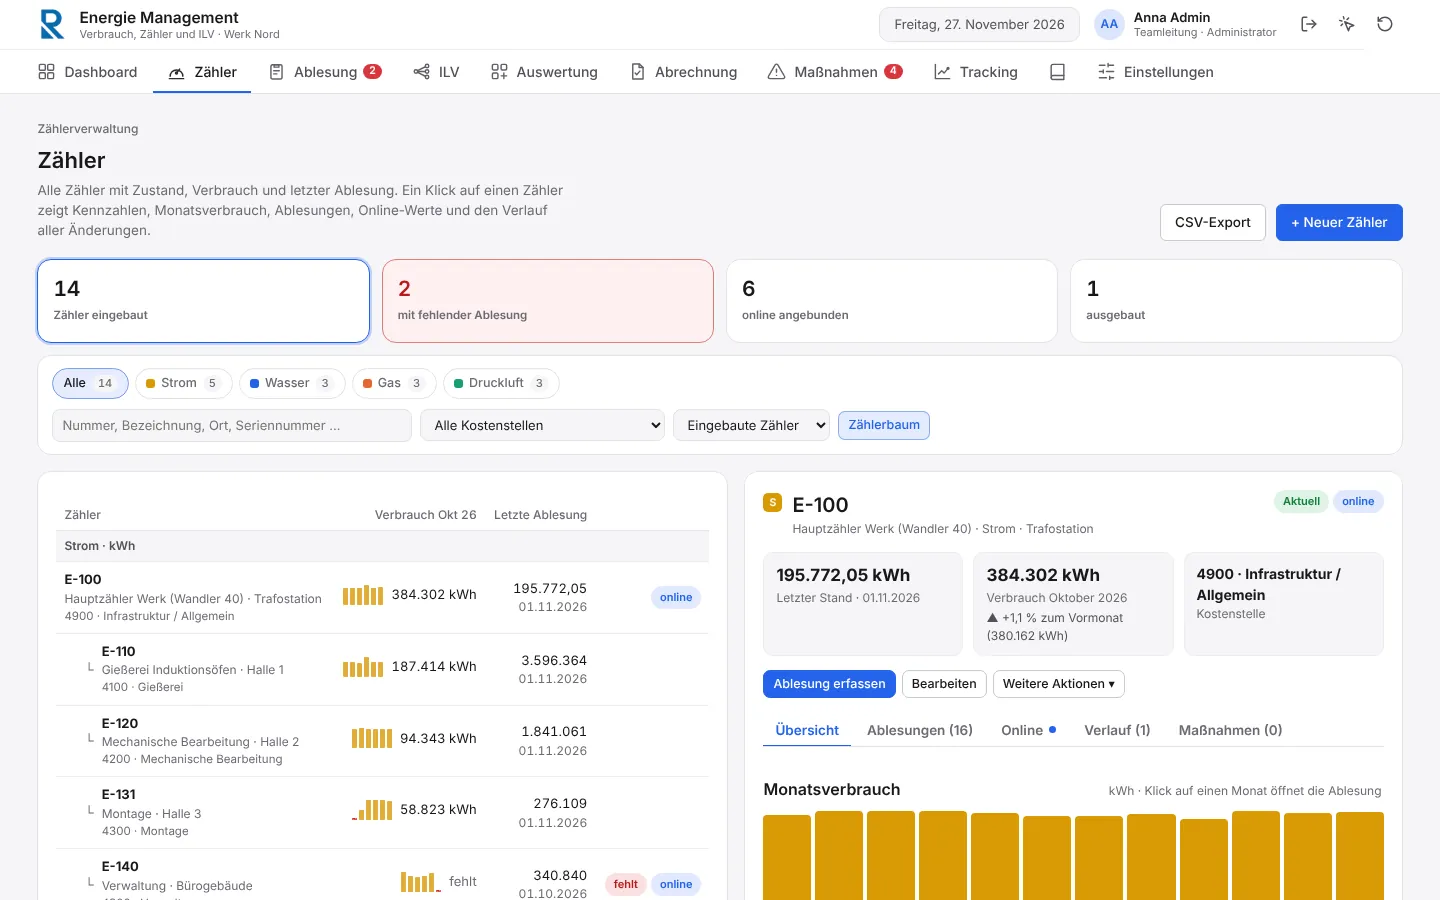 Energie Management
Verbrauch, Zähler und ILV · Werk Nord
Freitag, 27. November 2026
AA
Anna Admin
Teamleitung · Administrator
Dashboard
Zähler
Ablesung 2
ILV
Auswertung
Abrechnung
Maßnahmen 4
Tracking
Einstellungen
Zählerverwaltung
Zähler
Alle Zähler mit Zustand, Verbrauch und letzter Ablesung. Ein Klick auf einen Zähler
zeigt Kennzahlen, Monatsverbrauch, Ablesungen, Online-Werte und den Verlauf
aller Änderungen.
CSV-Export
+ Neuer Zähler
14
Zähler eingebaut
2
mit fehlender Ablesung
6
online angebunden
1
ausgebaut
Alle 14
Strom 5
Wasser 3
Gas 3
Druckluft 3
Nummer, Bezeichnung, Ort, Seriennummer ...
Alle Kostenstellen
Eingebaute Zähler
Zählerbaum
Zähler
Verbrauch Okt 26
Letzte Ablesung
Strom · kWh
E-100
Hauptzähler Werk (Wandler 40) · Trafostation
4900 · Infrastruktur / Allgemein
384.302 kWh
195.772,05
01.11.2026
online
E-110
Gießerei Induktionsöfen · Halle 1
4100 · Gießerei
187.414 kWh
3.596.364
01.11.2026
E-120
Mechanische Bearbeitung · Halle 2
4200 · Mechanische Bearbeitung
94.343 kWh
1.841.061
01.11.2026
E-131
Montage · Halle 3
4300 · Montage
58.823 kWh
276.109
01.11.2026
E-140
Verwaltung · Bürogebäude
fehlt
340.840
01.10.2026
fehlt
online
S
E-100
Hauptzähler Werk (Wandler 40) · Strom · Trafostation
Aktuell
online
195.772,05 kWh
Letzter Stand · 01.11.2026
384.302 kWh
Verbrauch Oktober 2026
▲ +1,1 % zum Vormonat
(380.162 kWh)
4900 · Infrastruktur /
Allgemein
Kostenstelle
Ablesung erfassen
Bearbeiten
Weitere Aktionen ▾
Übersicht
Ablesungen (16)
Online
Verlauf (1)
Maßnahmen (0)
Monatsverbrauch
kWh · Klick auf einen Monat öffnet die Ablesung